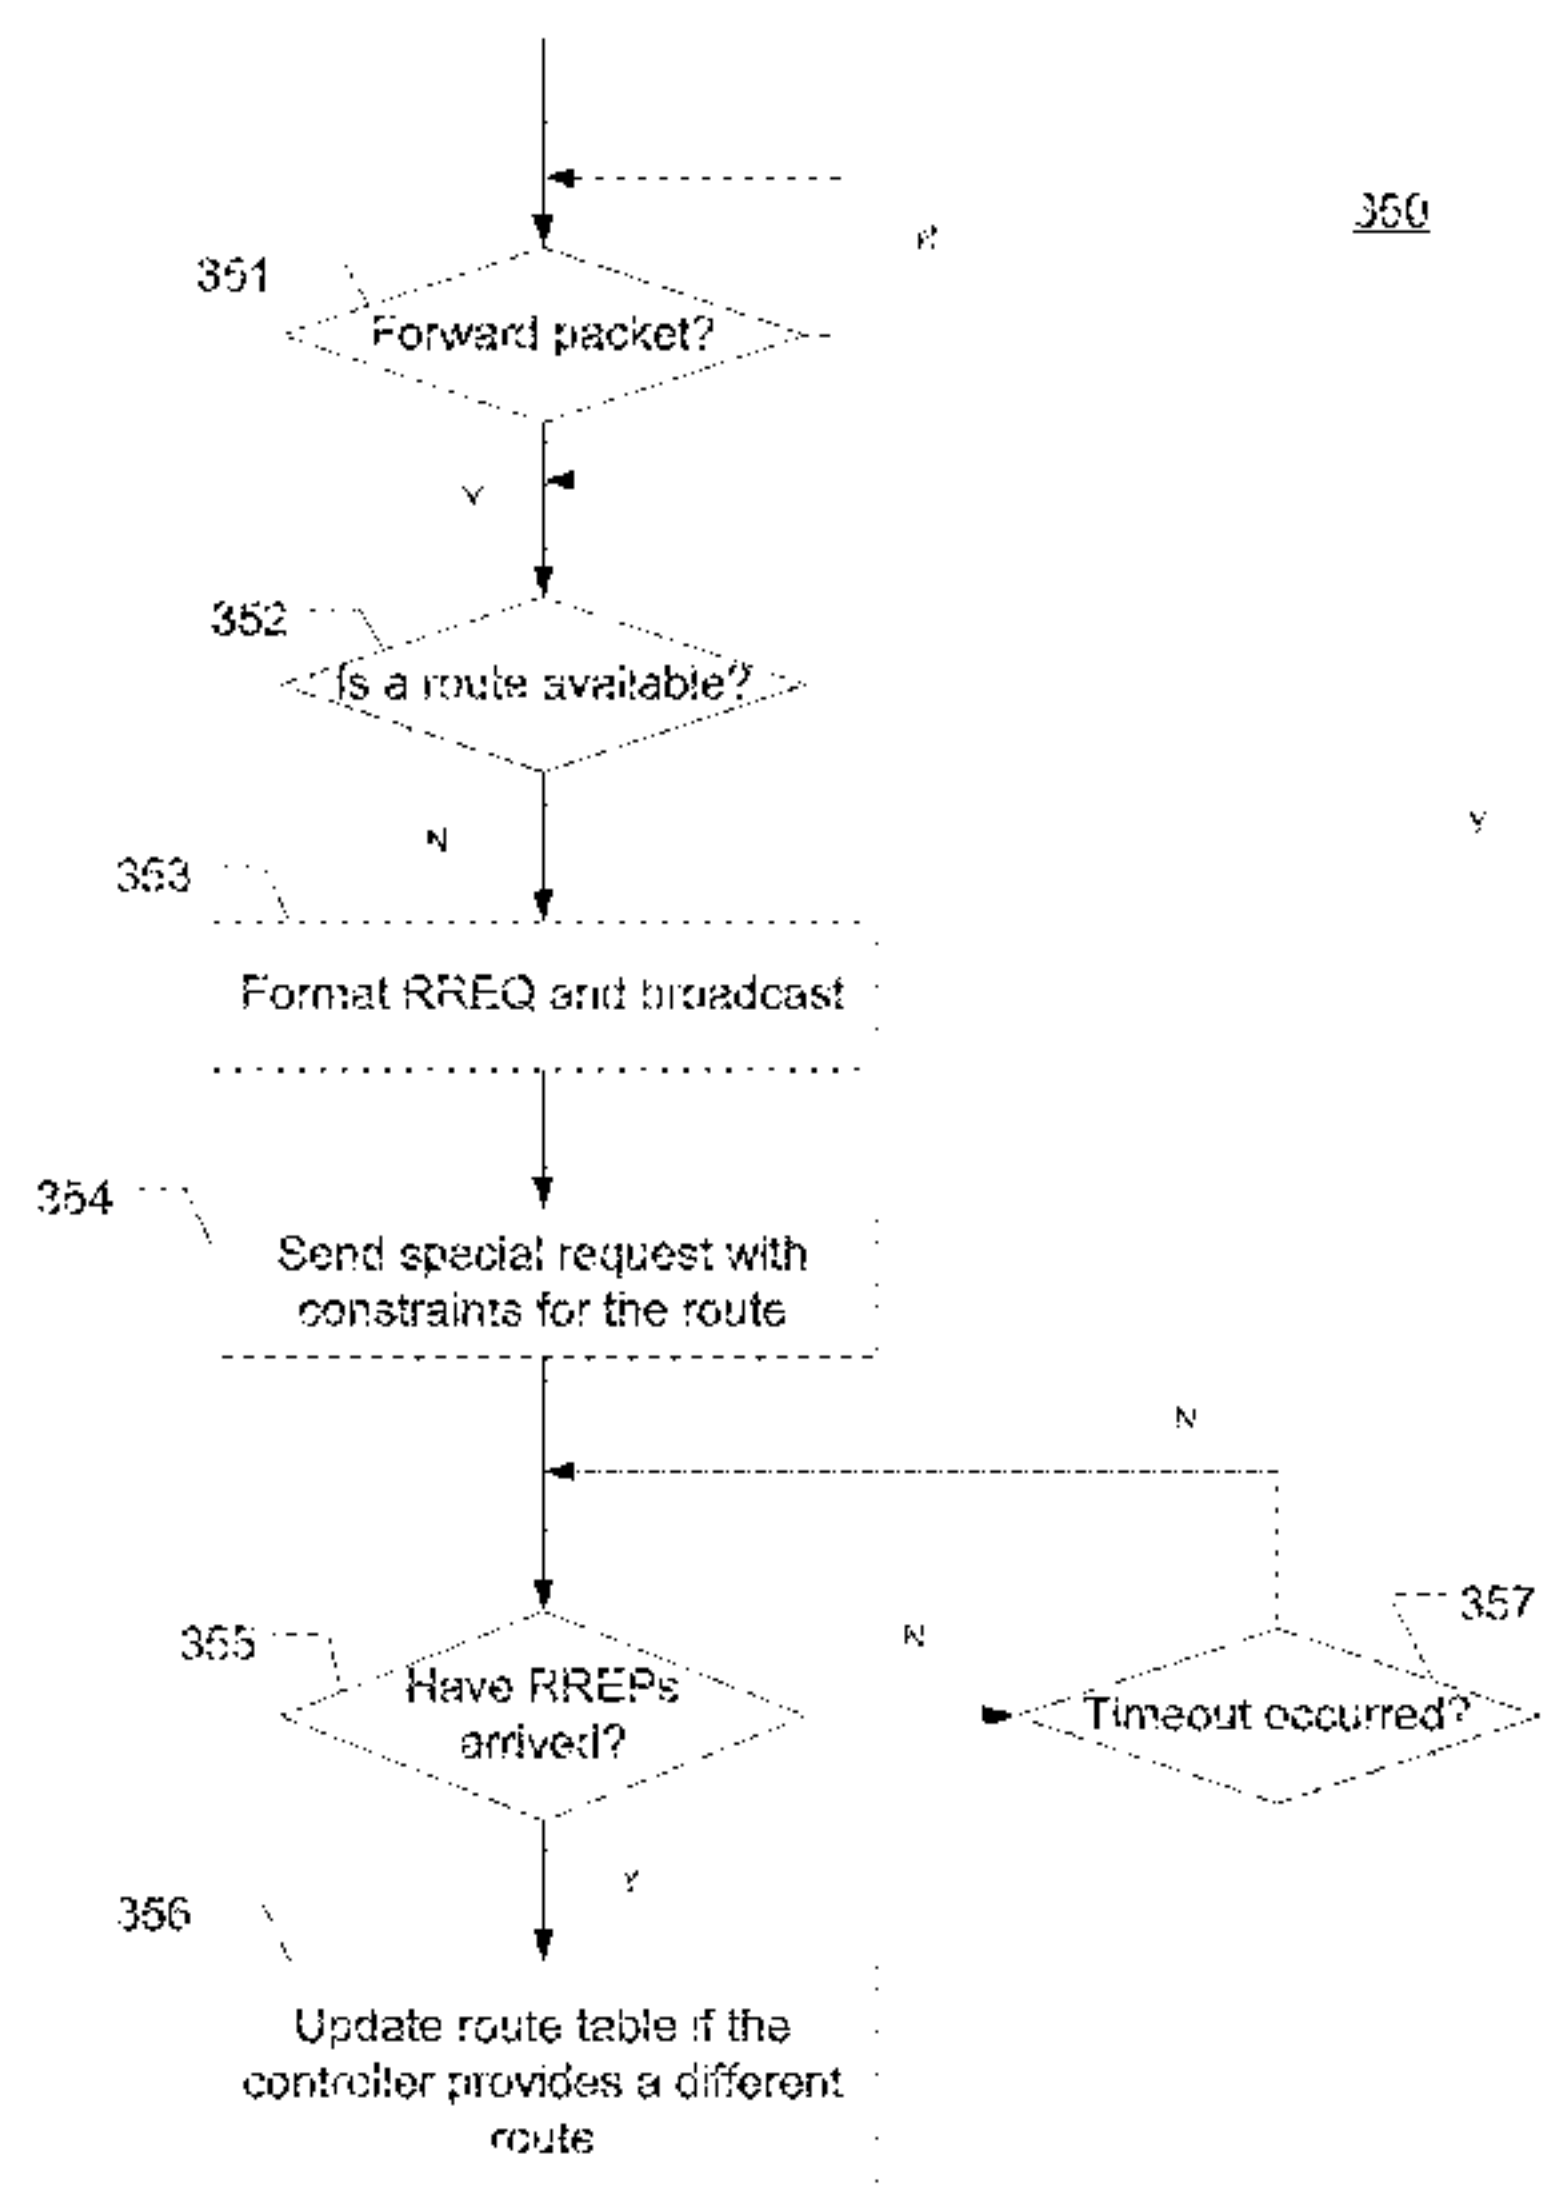 350
351
Forward packet?
N
Y
352
Is a route available?
N
Y
353
Format RREQ and broadcast
354
Send special request with
constraints for the route
N
355
Have RREPs
arrived?
N
357
Timeout occurred?
Y
356
Update route table if the
controller provides a different
route